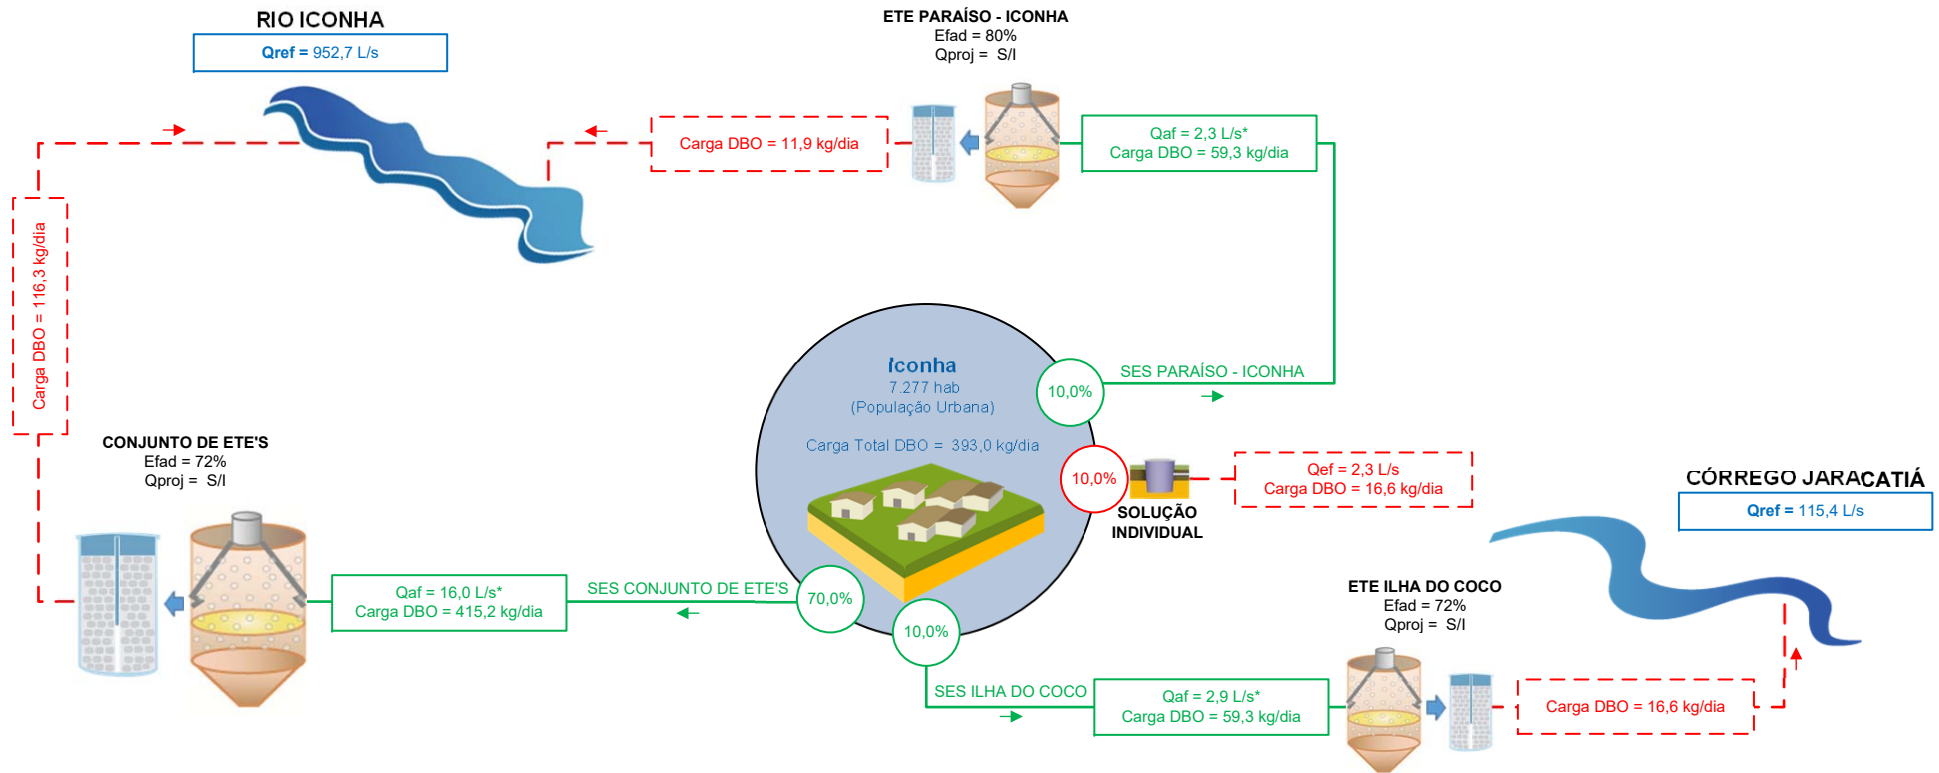 RIO ICONHA
Qref = 952,7 L/s
ETE PARAÍSO - ICONHA
Efad = 80%
Qproj = S/I
Carga DBO = 11,9 kg/dia
Qaf = 2,3 L/s*
Carga DBO = 59,3 kg/dia
Carga DBO = 116,3 kg/dia
Iconha
7.277 hab
(População Urbana)
Carga Total DBO = 393,0 kg/dia
10,0%
SES PARAÍSO - ICONHA
10,0%
SOLUÇÃO
INDIVIDUAL
Qef = 2,3 L/s
Carga DBO = 16,6 kg/dia
CÓRREGO JARACATIÁ
Qref = 115,4 L/s
CONJUNTO DE ETE'S
Efad = 72%
Qproj = S/I
Qaf = 16,0 L/s*
Carga DBO = 415,2 kg/dia
SES CONJUNTO DE ETE'S
70,0%
10,0%
SES ILHA DO COCO
Qaf = 2,9 L/s*
Carga DBO = 59,3 kg/dia
ETE ILHA DO COCO
Efad = 72%
Qproj = S/I
Carga DBO = 16,6 kg/dia